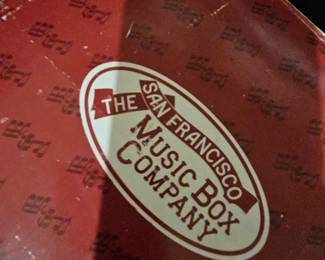 THE
SAN FRANCISCO
MUSIC BOX
COMPANY